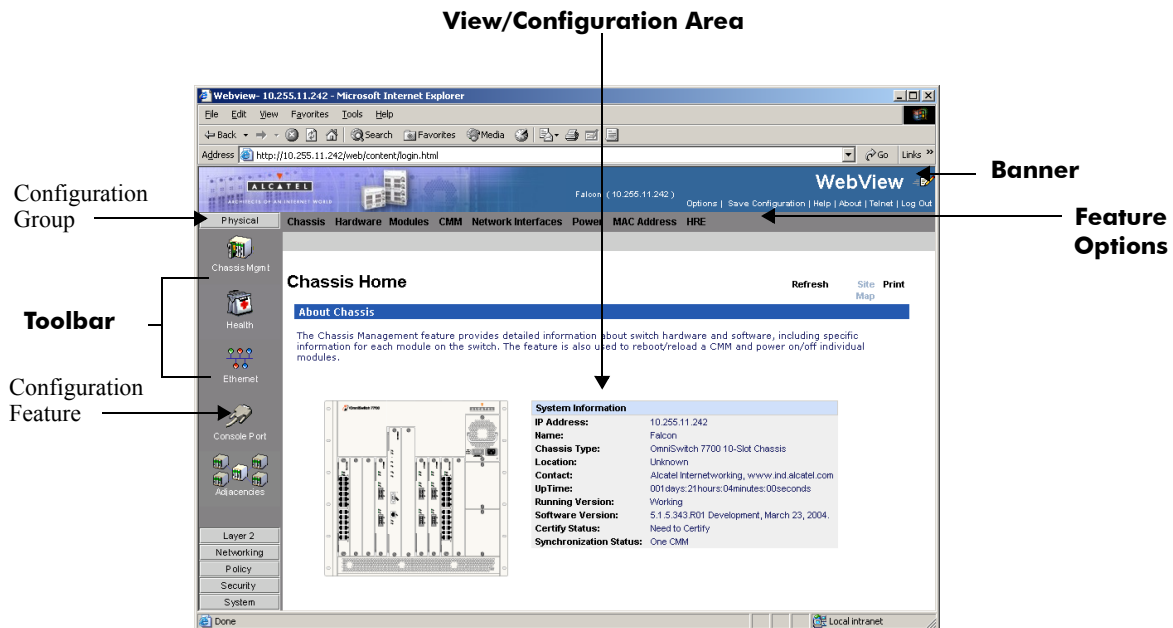 View/Configuration Area
Webview- 10.255.11.242 - Microsoft Internet Explorer
File Edit View Favorites Tools Help
Back Search Favorites Media
Address http://10.255.11.242/web/content/login.html Go Links »
ALCATEL
ARCHITECTS OF AN INTERNET WORLD
Falcon ( 10.255.11.242 )
WebView
Options | Save Configuration | Help | About | Telnet | Log Out
Banner
Configuration
Group
Physical
Chassis Hardware Modules CMM Network Interfaces Power MAC Address HRE
Feature
Options
Chassis Mgmt
Chassis Home
Refresh Site Map Print
Toolbar
Health
About Chassis
The Chassis Management feature provides detailed information about switch hardware and software, including specific
information for each module on the switch. The feature is also used to reboot/reload a CMM and power on/off individual
modules.
Ethernet
Configuration
Feature
Console Port
Adjacencies
OmniSwitch 7700
System Information
IP Address: 10.255.11.242
Name: Falcon
Chassis Type: OmniSwitch 7700 10-Slot Chassis
Location: Unknown
Contact: Alcatel Internetworking, www.ind.alcatel.com
UpTime: 001days:21hours:04minutes:00seconds
Running Version: Working
Software Version: 5.1.5.343.R01 Development, March 23, 2004.
Certify Status: Need to Certify
Synchronization Status: One CMM
Layer 2
Networking
Policy
Security
System
Done
Local intranet